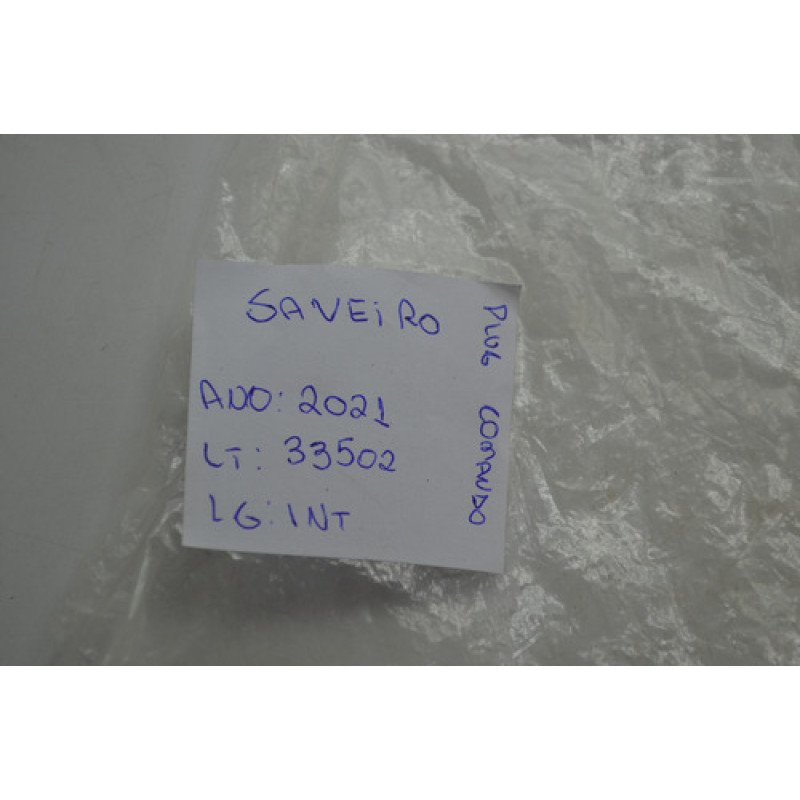 SAVEiRO
ANO: 2021
LT: 33502
LG: INT
PLUG COMANDO